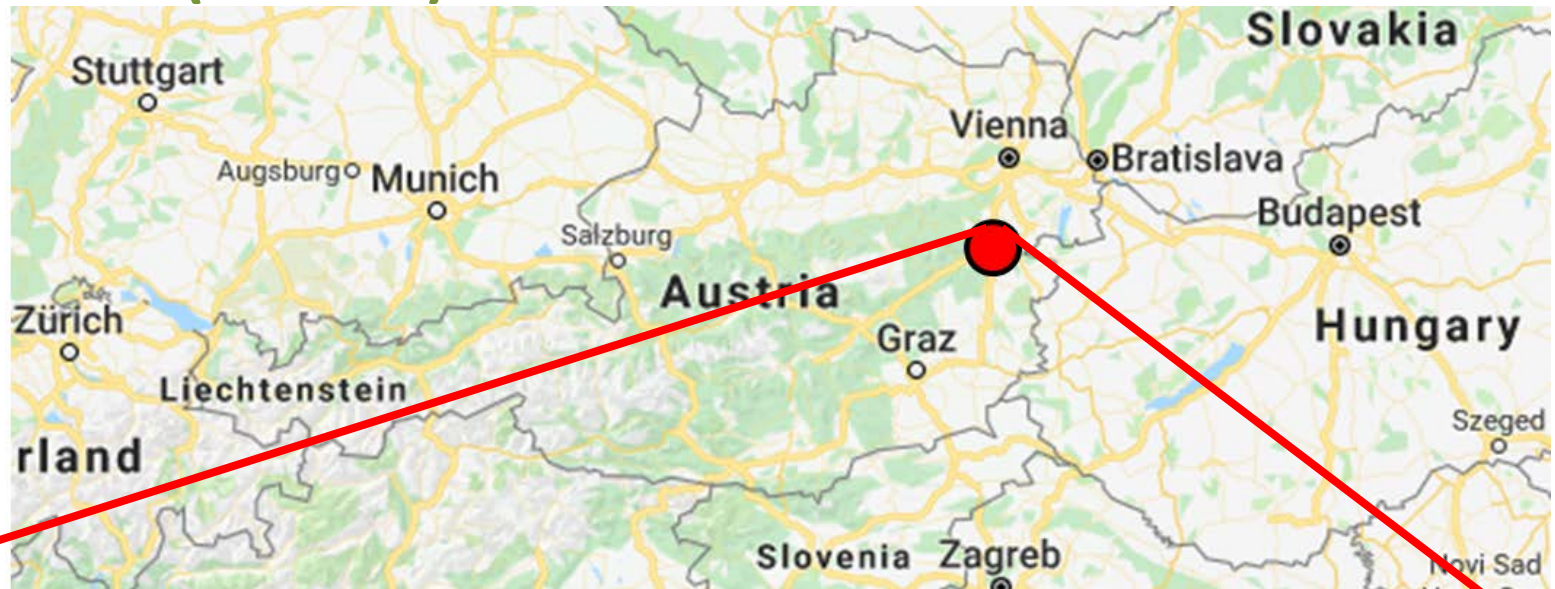 Slovakia
Stuttgart
Vienna
Bratislava
Augsburg
Munich
Budapest
Salzburg
Austria
Zürich
Graz
Hungary
Liechtenstein
Szeged
rland
Slovenia
Zagreb
Novi Sad